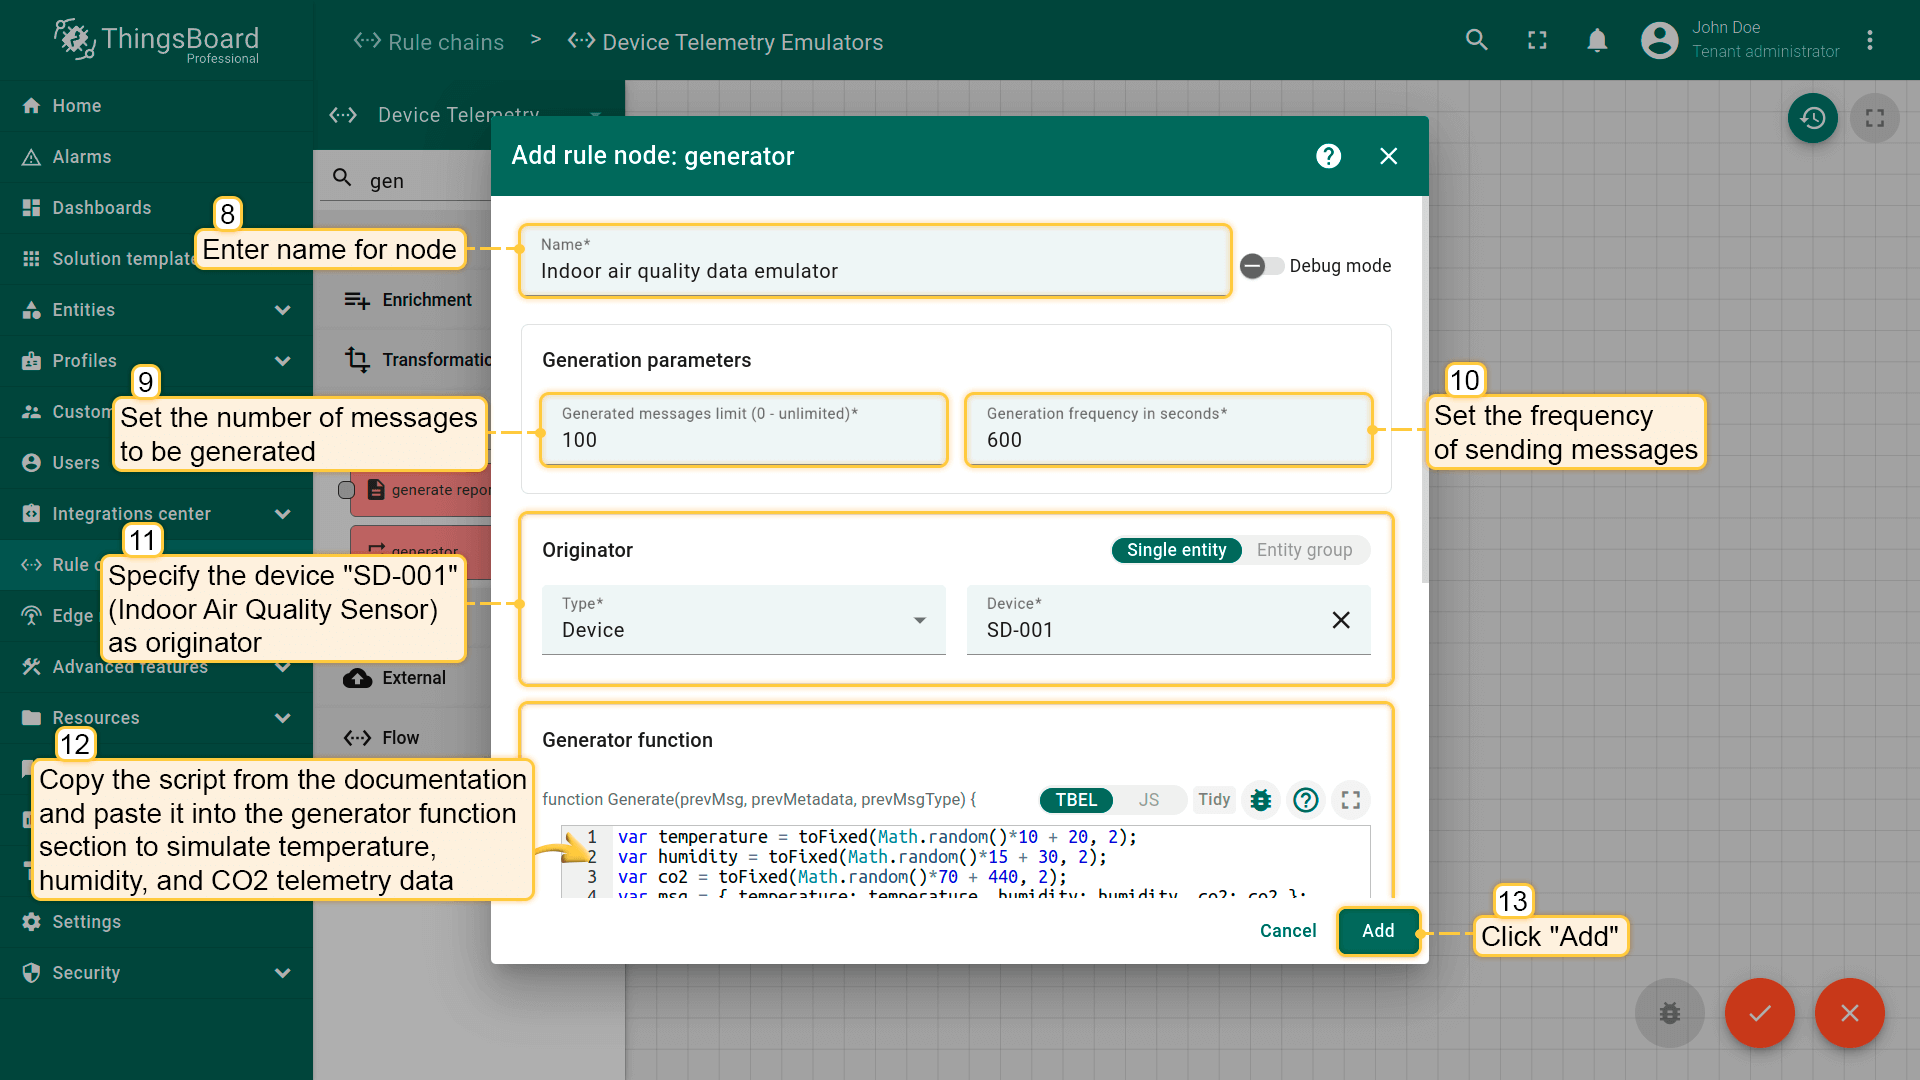 ThingsBoard
Professional
Rule chains > Device Telemetry Emulators
John Doe
Tenant administrator
Home
Alarms
Dashboards
Solution template
Entities
Profiles
Custom
Users
Integrations center
Rule c
Edge
Advanced features
Resources
Settings
Security
Device Telemetry
gen
Enrichment
Transformatio
generate repor
generator
External
Flow
Add rule node: generator
Name*
Indoor air quality data emulator
Debug mode
Generation parameters
Generated messages limit (0 - unlimited)*
100
Generation frequency in seconds*
600
Originator
Single entity
Entity group
Type*
Device
Device*
SD-001
Generator function
function Generate(prevMsg, prevMetadata, prevMsgType) {
TBEL
JS
Tidy
1 var temperature = toFixed(Math.random()*10 + 20, 2);
2 var humidity = toFixed(Math.random()*15 + 30, 2);
3 var co2 = toFixed(Math.random()*70 + 440, 2);
4 var msg = { temperature: temperature, humidity: humidity, co2: co2 };
Cancel
Add
8
Enter name for node
9
Set the number of messages
to be generated
10
Set the frequency
of sending messages
11
Specify the device "SD-001"
(Indoor Air Quality Sensor)
as originator
12
Copy the script from the documentation
and paste it into the generator function
section to simulate temperature,
humidity, and CO2 telemetry data
13
Click "Add"